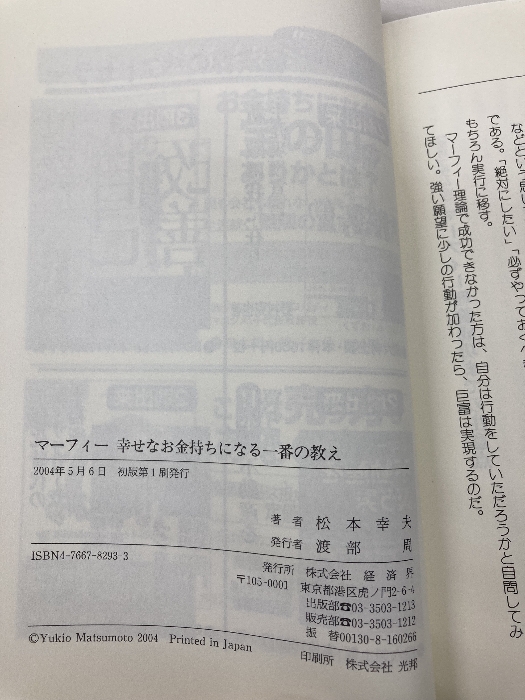 などという思い
である。「絶対にしたい」「必ずやっておく
もちろん実行に移す。
マーフィー理論で成功できなかった方は、自分は行動をしていただろうかと自問してみ
てほしい。強い願望に少しの行動が加わったら、巨富は実現するのだ。
マーフィー 幸せなお金持ちになる一番の教え
2004年5月6日 初版第1刷発行
著者 松本幸夫
発行者 渡部 周
ISBN4-7667-8293 3
発行所 株式会社 経済界
〒105-0001 東京都港区虎ノ門2-6-4
出版部☎03-3503-1213
販売部☎03-3503-1212
振替00130-8-160266
©Yukio Matsumoto 2004 Printed in Japan
印刷所 株式会社 光邦